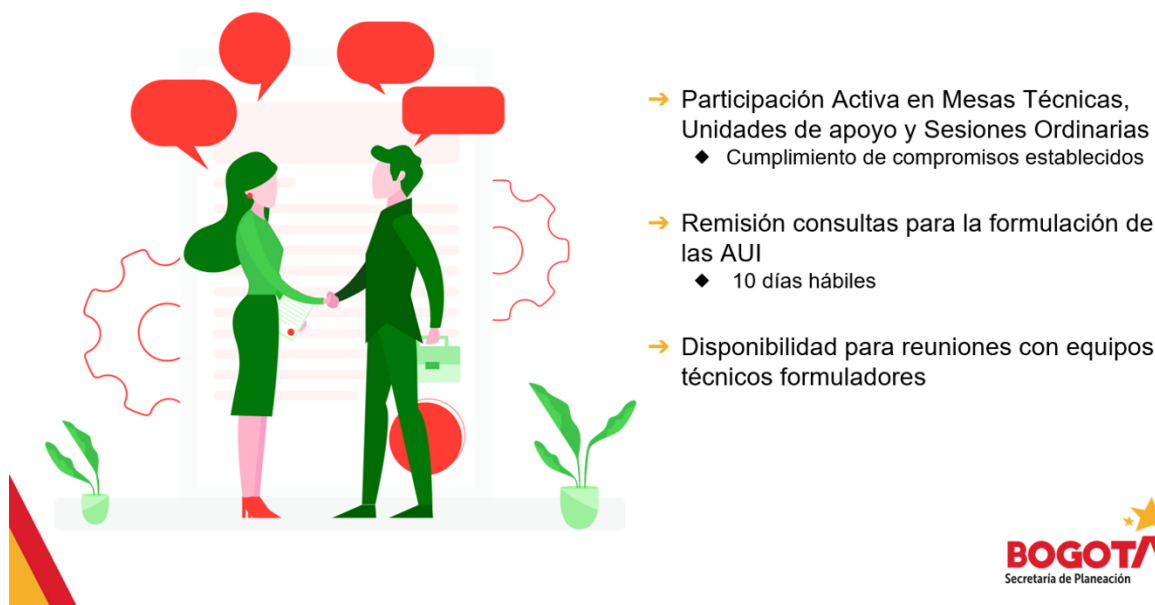 ➔ Participación Activa en Mesas Técnicas,
Unidades de apoyo y Sesiones Ordinarias
◆ Cumplimiento de compromisos establecidos
➔ Remisión consultas para la formulación de
las AUI
◆ 10 días hábiles
➔ Disponibilidad para reuniones con equipos
técnicos formuladores
BOGOTA
Secretaría de Planeación